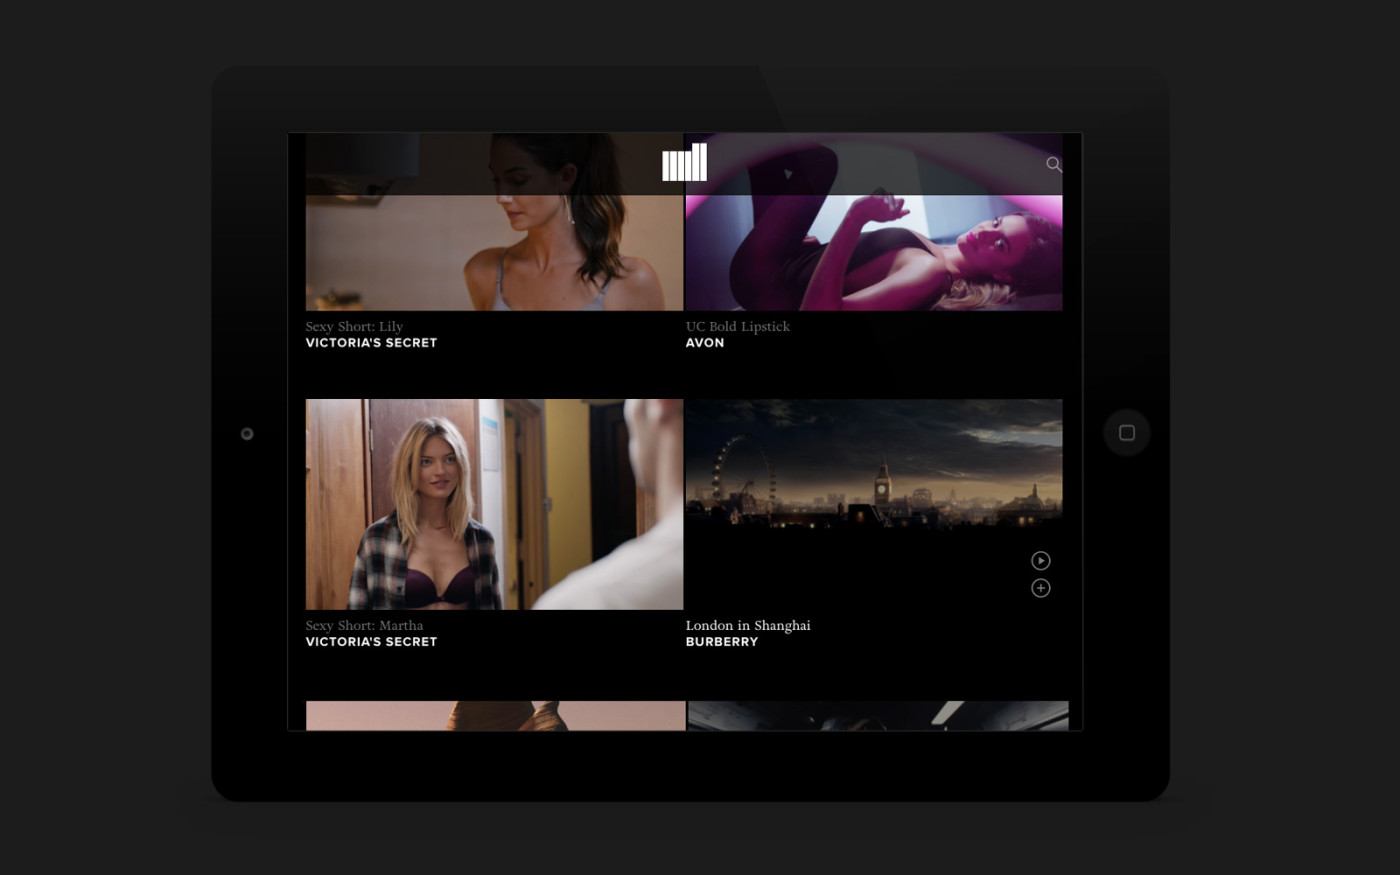 Sexy Short: Lily
VICTORIA'S SECRET
UC Bold Lipstick
AVON
Sexy Short: Martha
VICTORIA'S SECRET
London in Shanghai
BURBERRY